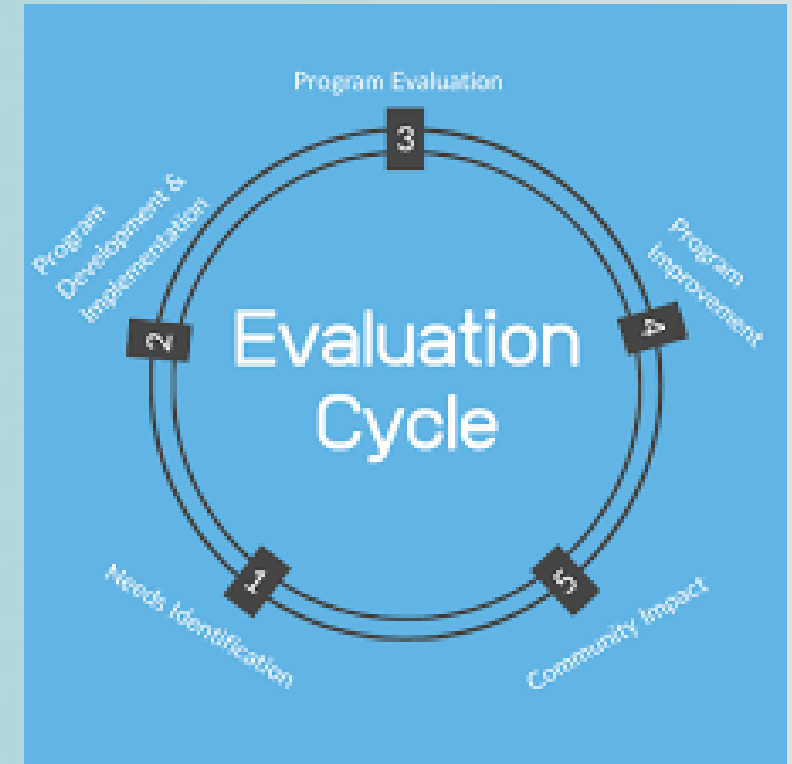 Program Evaluation
3
Program
Development &
Implementation
2
Program
Improvement
4
Evaluation
Cycle
1
Needs Identification
5
Community Impact